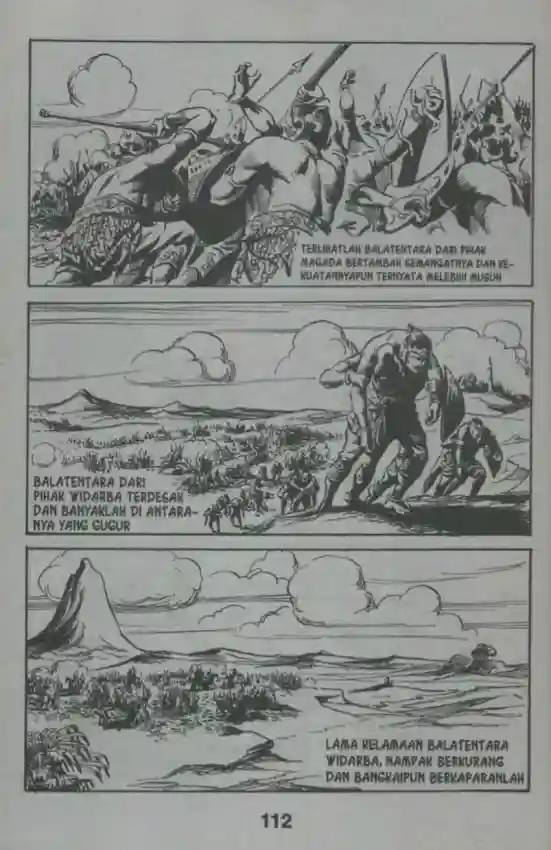 TERLIHATLAH BALATENTARA DARI PIHAK
MAGADA BERTAMBAH SEMANGATNYA DAN KE-
KUATANNYAPUN TERNYATA MELEBIHI MUSUH
BALATENTARA DARI
PIHAK WIDARBA TERDESAK
DAN BANYAKLAH DI ANTARA-
NYA YANG GUGUR
LAMA KELAMAAN BALATENTARA
WIDARBA, NAMPAK BERKURANG
DAN BANGKAIPUN BERKAPARANLAH
112